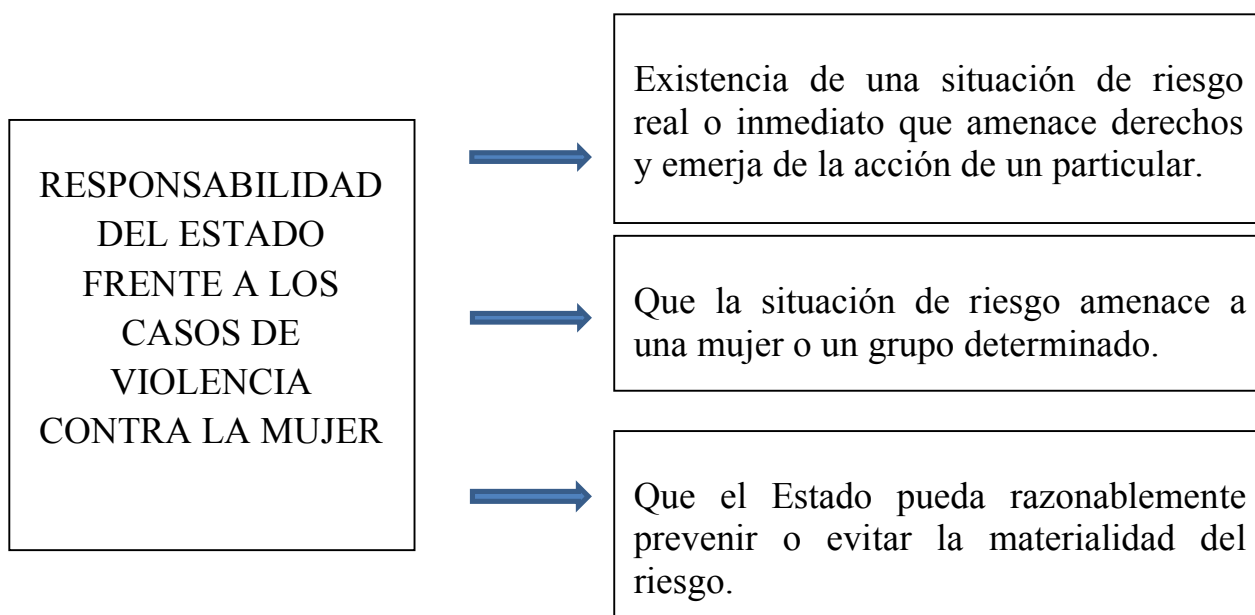 RESPONSABILIDAD
DEL ESTADO
FRENTE A LOS
CASOS DE
VIOLENCIA
CONTRA LA MUJER
Existencia de una situación de riesgo
real o inmediato que amenace derechos
y emerja de la acción de un particular.
Que la situación de riesgo amenace a
una mujer o un grupo determinado.
Que el Estado pueda razonablemente
prevenir o evitar la materialidad del
riesgo.